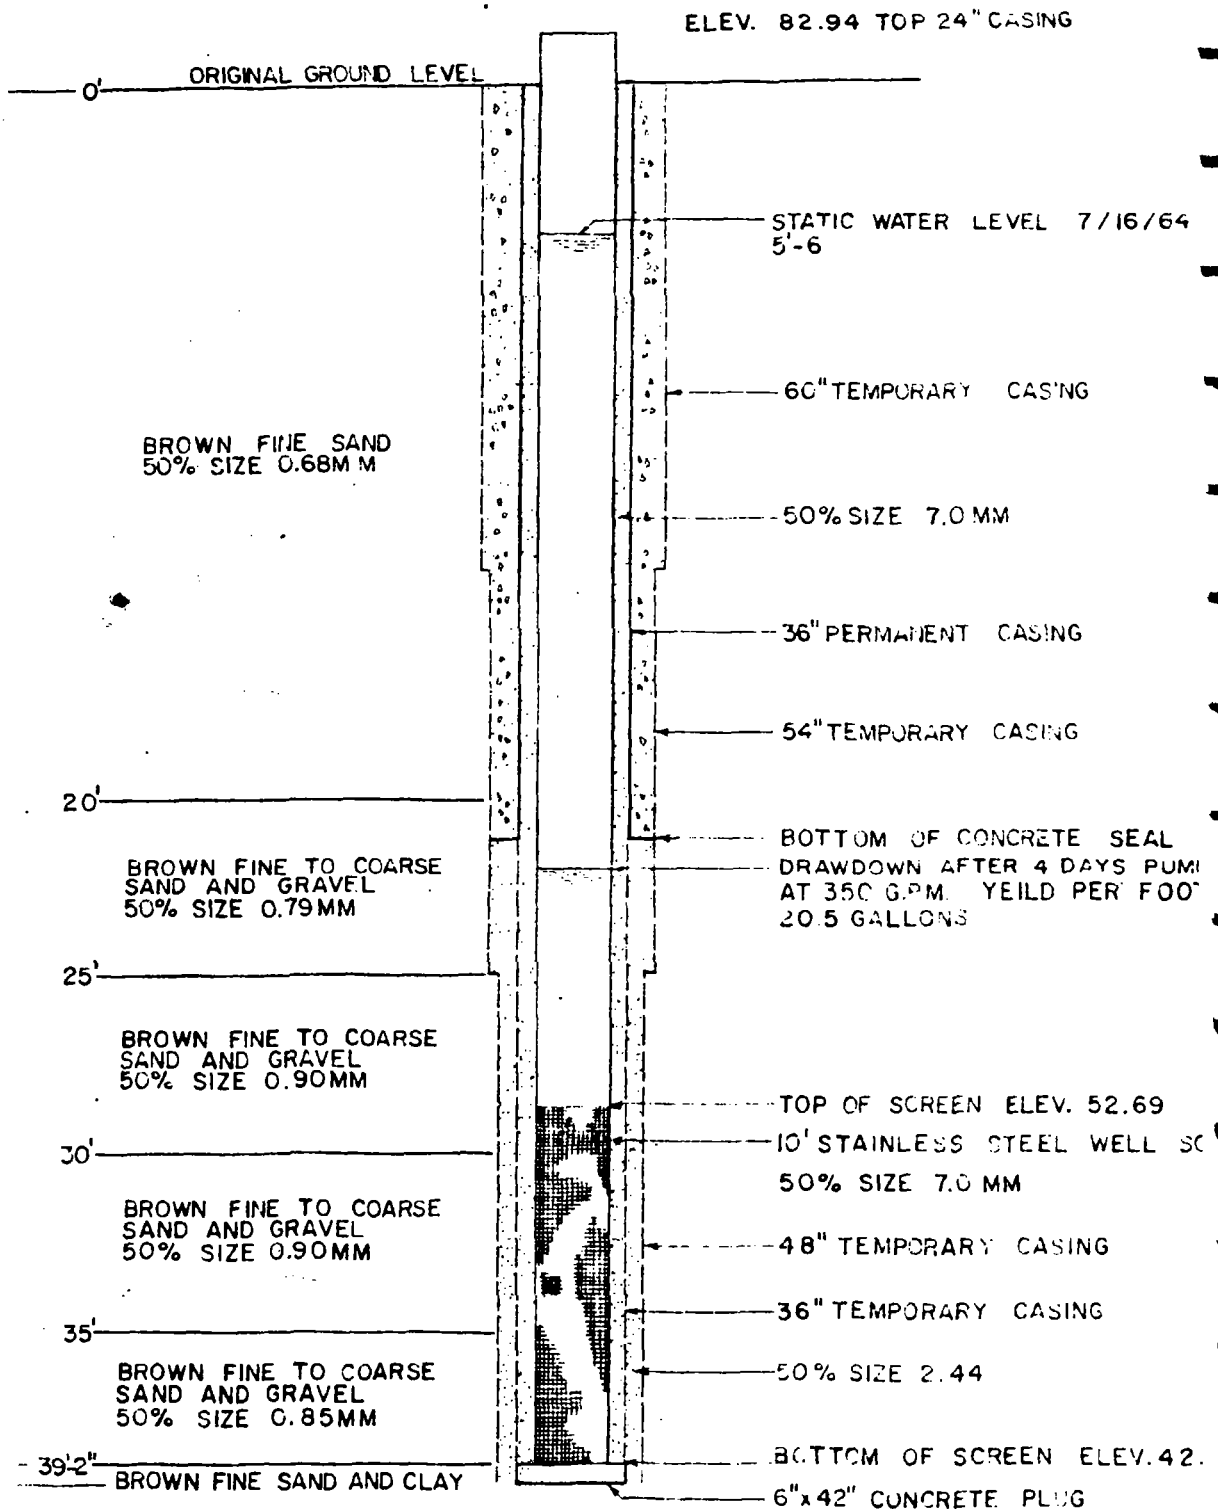 ELEV. 82.94 TOP 24" CASING
ORIGINAL GROUND LEVEL
0'
STATIC WATER LEVEL 7/16/64
5'-6
60" TEMPORARY CASING
BROWN FINE SAND
50% SIZE 0.68MM
50% SIZE 7.0 MM
36" PERMANENT CASING
54" TEMPORARY CASING
20'
BOTTOM OF CONCRETE SEAL
BROWN FINE TO COARSE
SAND AND GRAVEL
50% SIZE 0.79MM
DRAWDOWN AFTER 4 DAYS
AT 350 G.P.M. YEILD PER
20.5 GALLONS
25'
BROWN FINE TO COARSE
SAND AND GRAVEL
50% SIZE 0.90MM
TOP OF SCREEN ELEV. 52.69
10' STAINLESS STEEL WELL
30'
50% SIZE 7.0 MM
BROWN FINE TO COARSE
SAND AND GRAVEL
50% SIZE 0.90MM
48" TEMPORARY CASING
36" TEMPORARY CASING
35'
BROWN FINE TO COARSE
SAND AND GRAVEL
50% SIZE 0.85MM
50% SIZE 2.44
39'-2"
BOTTOM OF SCREEN ELEV. 42.
BROWN FINE SAND AND CLAY
6"x42" CONCRETE PLUG